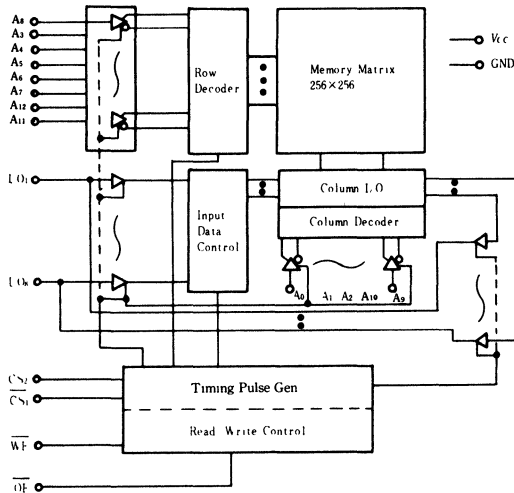 A8
A3
A4
A5
A6
A7
A12
A11
Row
Decoder
Memory Matrix
256×256
Vcc
GND
I/O1
Input
Data
Control
Column I/O
Column Decoder
I/O8
A0 A1 A2 A10 A9
CS2
CS1
WE
OE
Timing Pulse Gen
Read Write Control